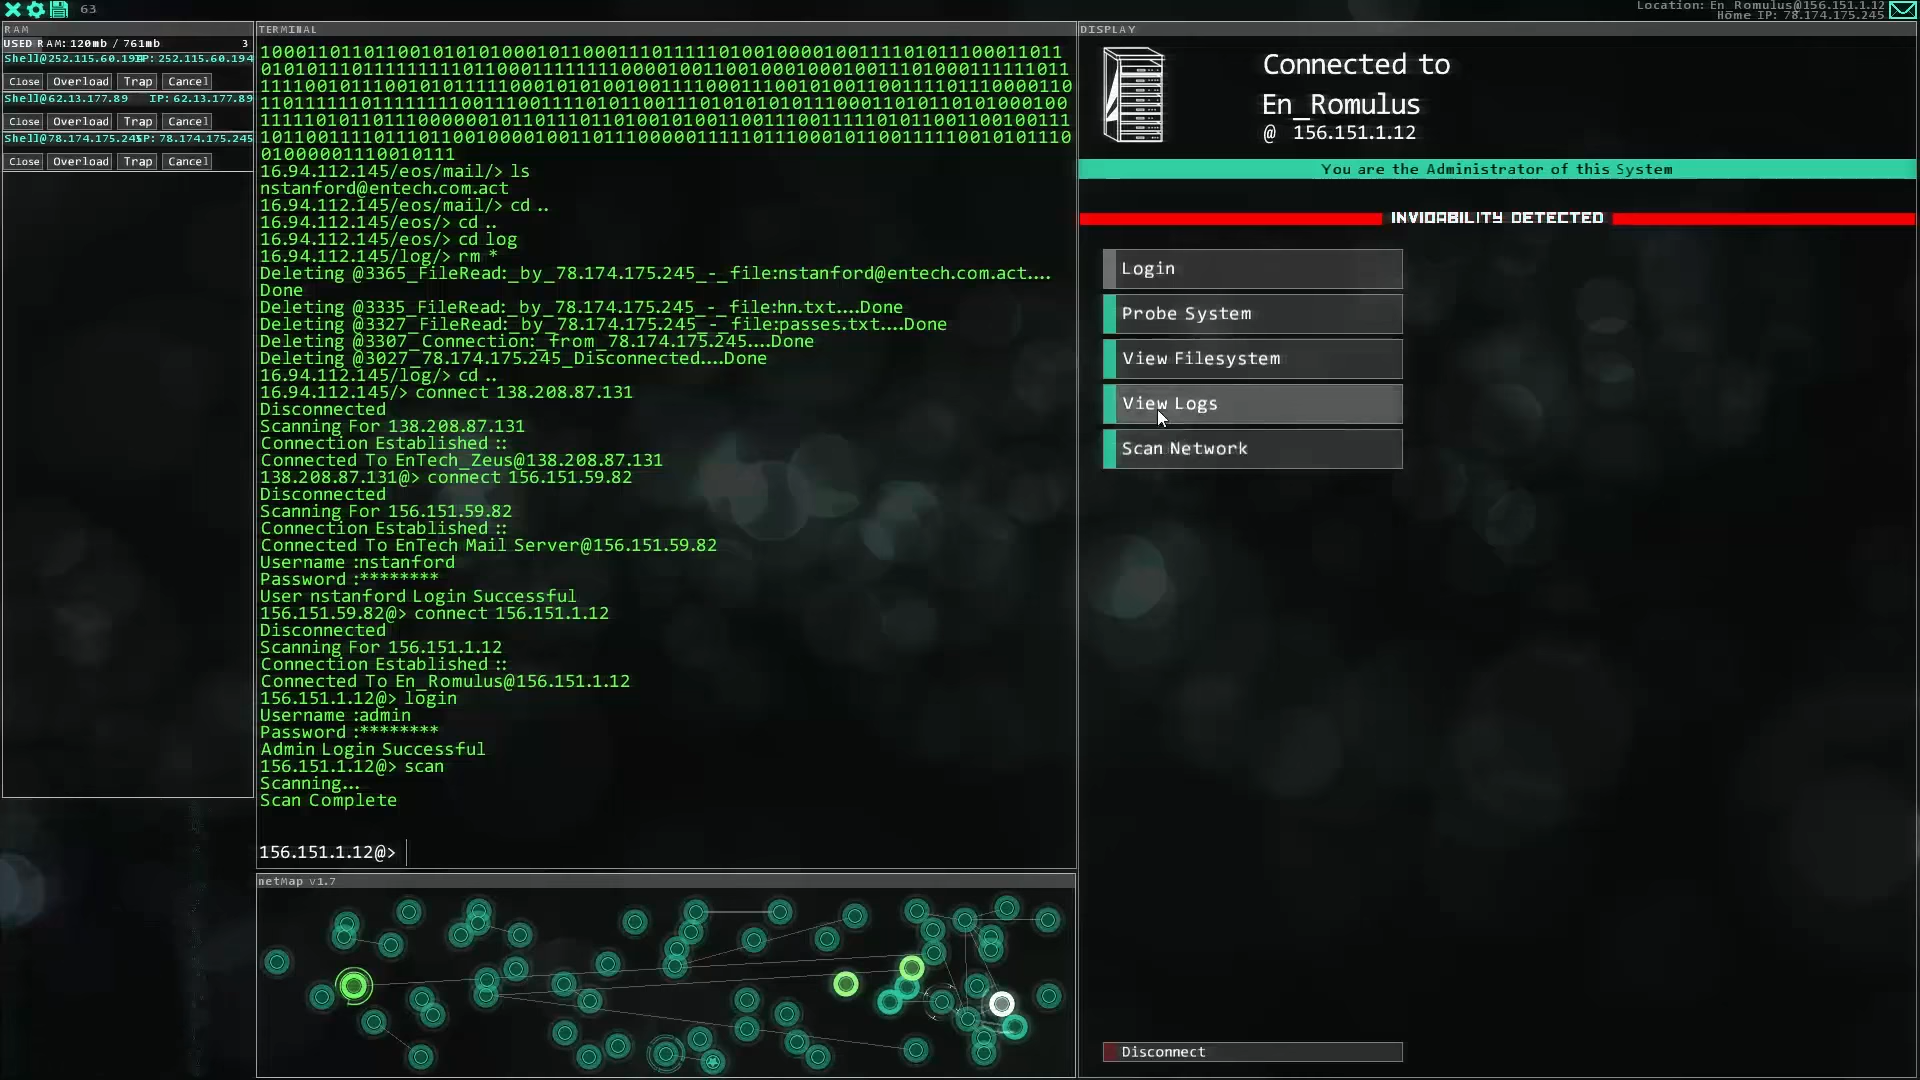 63
Location: En_Romulus@156.151.1.12
Home IP: 78.174.175.245
RAM
USED RAM: 120mb / 761mb 3
Shell@252.115.60.194 IP: 252.115.60.194
Close Overload Trap Cancel
Shell@62.13.177.89 IP: 62.13.177.89
Close Overload Trap Cancel
Shell@78.174.175.245 IP: 78.174.175.245
Close Overload Trap Cancel
TERMINAL
0100000111001 0111
16.94.112.145/eos/mail/> ls
nstanford@entech.com.act
16.94.112.145/eos/mail/> cd ..
16.94.112.145/eos/> cd ..
16.94.112.145/> cd log
16.94.112.145/log/> rm *
Deleting @3365_FileRead:_by_78.174.175.245_-_file:nstanford@entech.com.act....
Done
Deleting @3335_FileRead:_by_78.174.175.245_-_file:hn.txt....Done
Deleting @3327_FileRead:_by_78.174.175.245_-_file:passes.txt....Done
Deleting @3307_Connection:_from_78.174.175.245....Done
Deleting @3027_78.174.175.245_Disconnected....Done
16.94.112.145/log/> cd ..
16.94.112.145/> connect 138.208.87.131
Disconnected
Scanning For 138.208.87.131
Connection Established ::
Connected To EnTech_Zeus@138.208.87.131
138.208.87.131@> connect 156.151.59.82
Disconnected
Scanning For 156.151.59.82
Connection Established ::
Connected To EnTech Mail Server@156.151.59.82
Username :nstanford
Password :********
User nstanford Login Successful
156.151.59.82@> connect 156.151.1.12
Disconnected
Scanning For 156.151.1.12
Connection Established ::
Connected To En_Romulus@156.151.1.12
156.151.1.12@> login
Username :admin
Password :********
Admin Login Successful
156.151.1.12@> scan
Scanning...
Scan Complete
156.151.1.12@>
netMap v1.7
DISPLAY
Connected to
En_Romulus
@ 156.151.1.12
You are the Administrator of this System
INVIOABILITY DETECTED
Login
Probe System
View Filesystem
View Logs
Scan Network
Disconnect